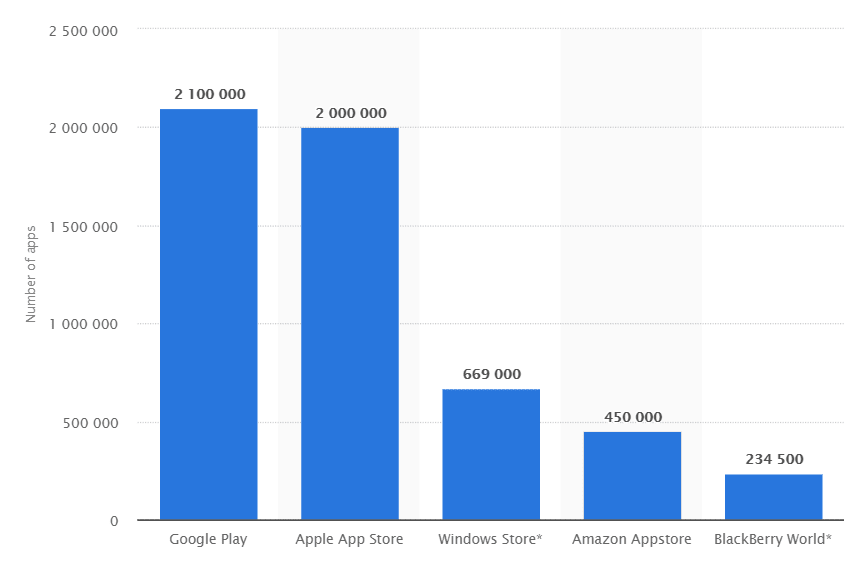 2 500 000
2 000 000
1 500 000
1 000 000
500 000
0
Number of apps
2 100 000
2 000 000
669 000
450 000
234 500
Google Play
Apple App Store
Windows Store*
Amazon Appstore
BlackBerry World*